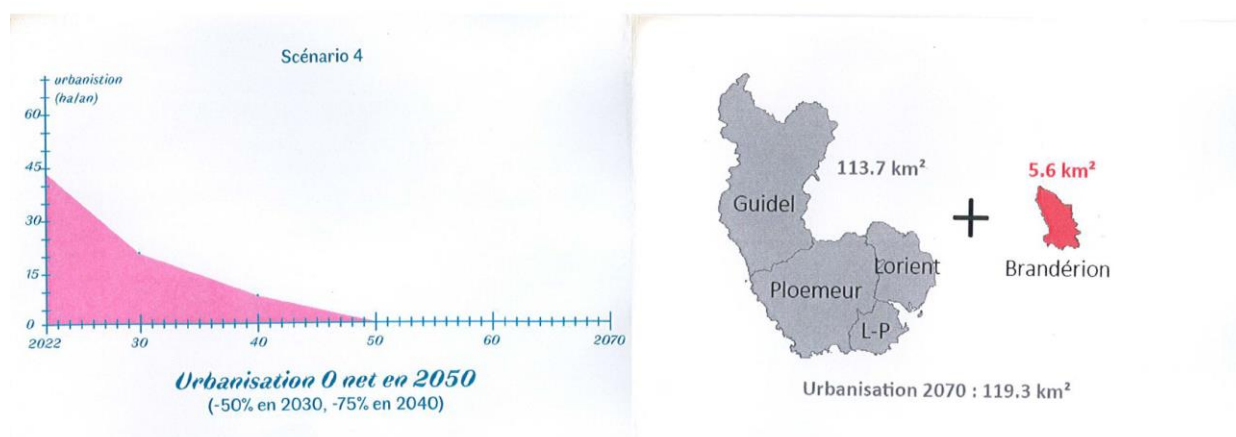 Scénario 4
urbanistion
(ha/an)
60
45
30
15
0
2022
30
40
50
60
2070
Urbanisation 0 net en 2050
(-50% en 2030, -75% en 2040)
113.7 km²
5.6 km²
Guidel
+
Lorient
Brandérion
Ploemeur
L-P
Urbanisation 2070 : 119.3 km²